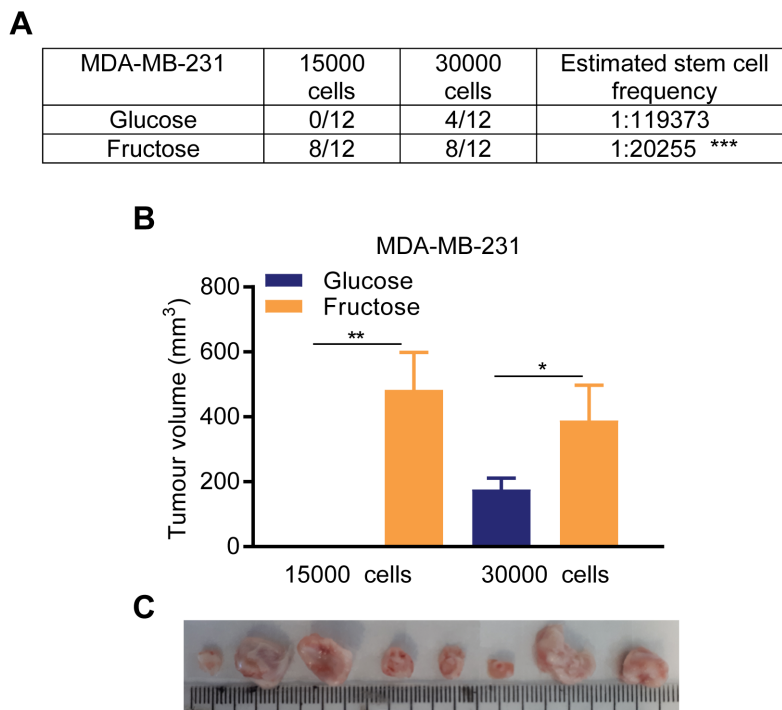 A
MDA-MB-231 15000 cells 30000 cells Estimated stem cell frequency
Glucose 0/12 4/12 1:119373
Fructose 8/12 8/12 1:20255 ***
B
MDA-MB-231
Glucose
Fructose
Tumour volume (mm³)
800
600
400
200
0
**
*
15000 cells 30000 cells
C